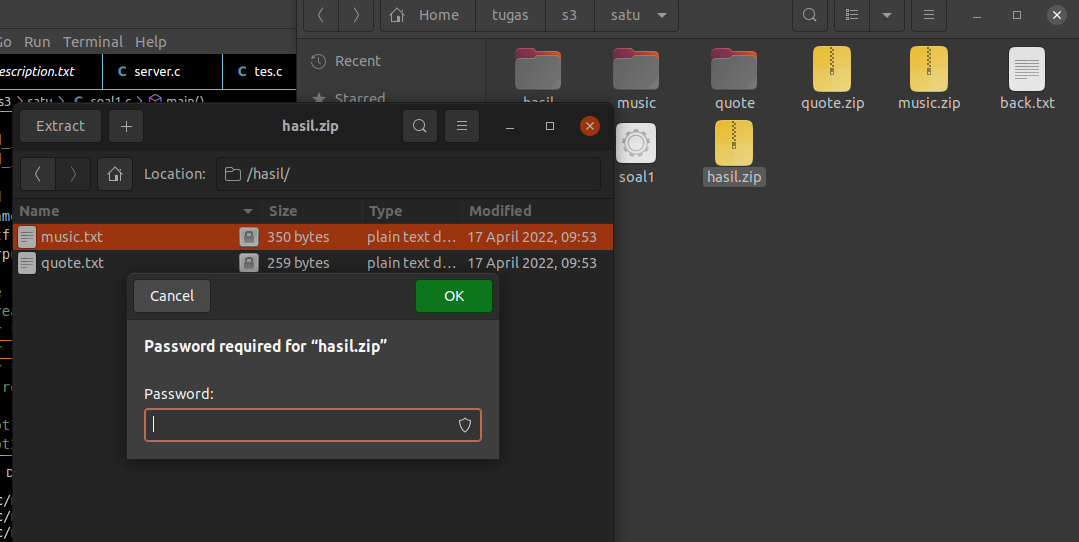 Go Run Terminal Help
escription.txt
C server.c
C tes.c
s3 > satu > C soal1.c > main()
Home tugas s3 satu
Recent
Starred
hasil
music
quote
quote.zip
music.zip
back.txt
soal1
hasil.zip
Extract
hasil.zip
Location: /hasil/
Name Size Type Modified
music.txt 350 bytes plain text d… 17 April 2022, 09:53
quote.txt 259 bytes plain text d… 17 April 2022, 09:53
Cancel
OK
Password required for “hasil.zip”
Password: